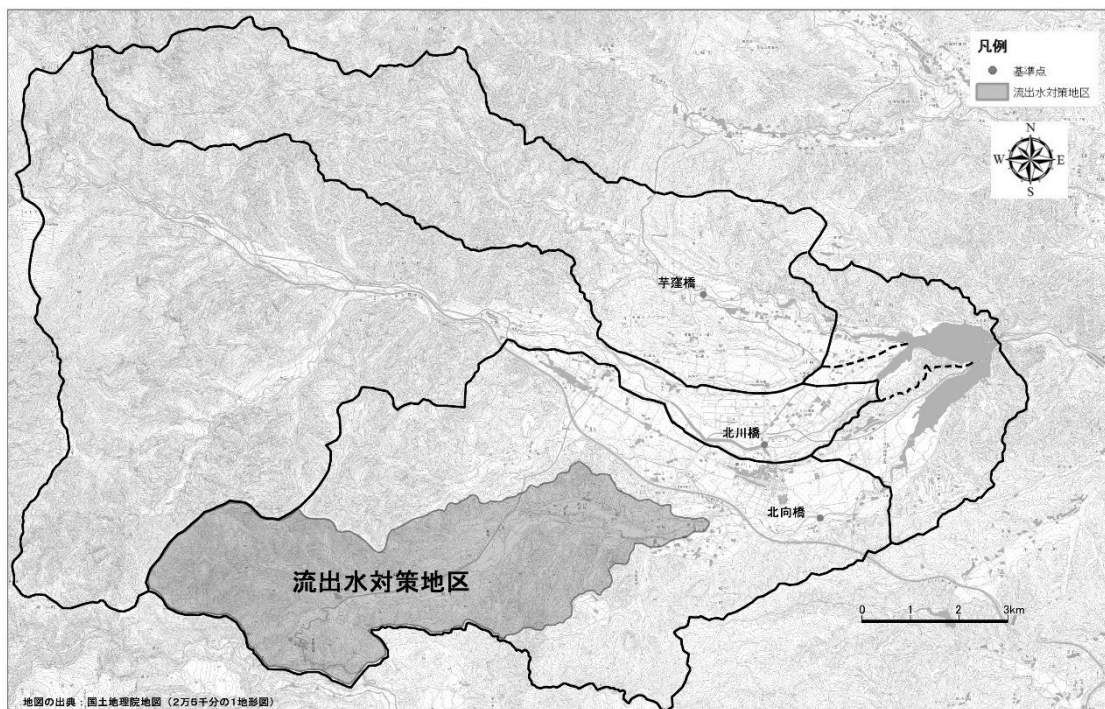 凡例
基準点
流出水対策地区
N
W
E
S
芋窪橋
北川橋
北向橋
流出水対策地区
0 1 2 3km
地図の出典：国土地理院地図（2万5千分の1地形図）